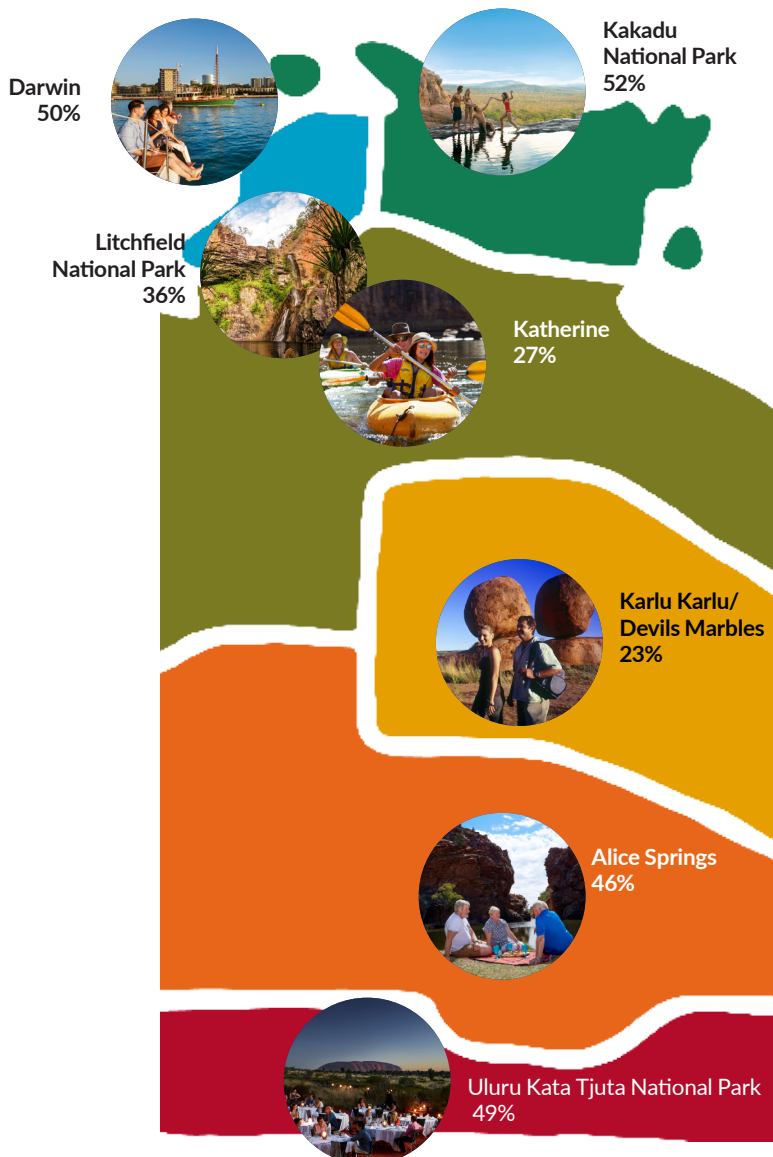 Darwin
50%
Kakadu
National Park
52%
Litchfield
National Park
36%
Katherine
27%
Karlu Karlu/
Devils Marbles
23%
Alice Springs
46%
Uluru Kata Tjuta National Park
49%